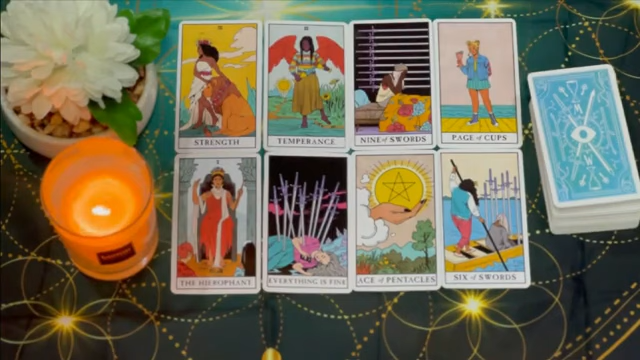 STRENGTH
TEMPERANCE
NINE of SWORDS
PAGE of CUPS
THE HIEROPHANT
EVERYTHING IS FINE
ACE of PENTACLES
SIX of SWORDS